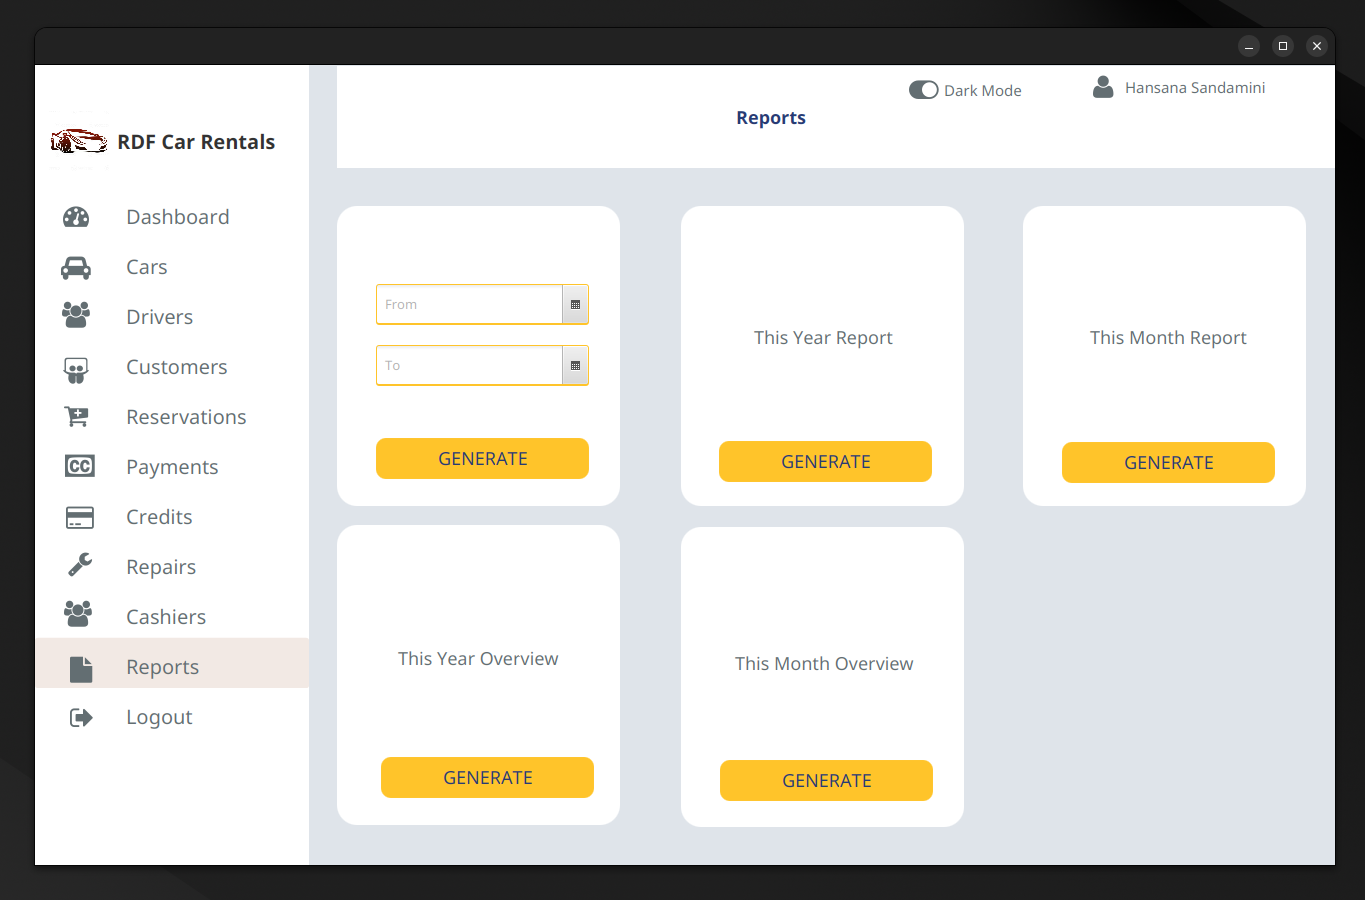 Dark Mode
Hansana Sandamini
Reports
RDF Car Rentals
Dashboard
Cars
Drivers
Customers
Reservations
CC
Payments
Credits
Repairs
Cashiers
Reports
Logout
From
To
GENERATE
This Year Report
GENERATE
This Month Report
GENERATE
This Year Overview
GENERATE
This Month Overview
GENERATE